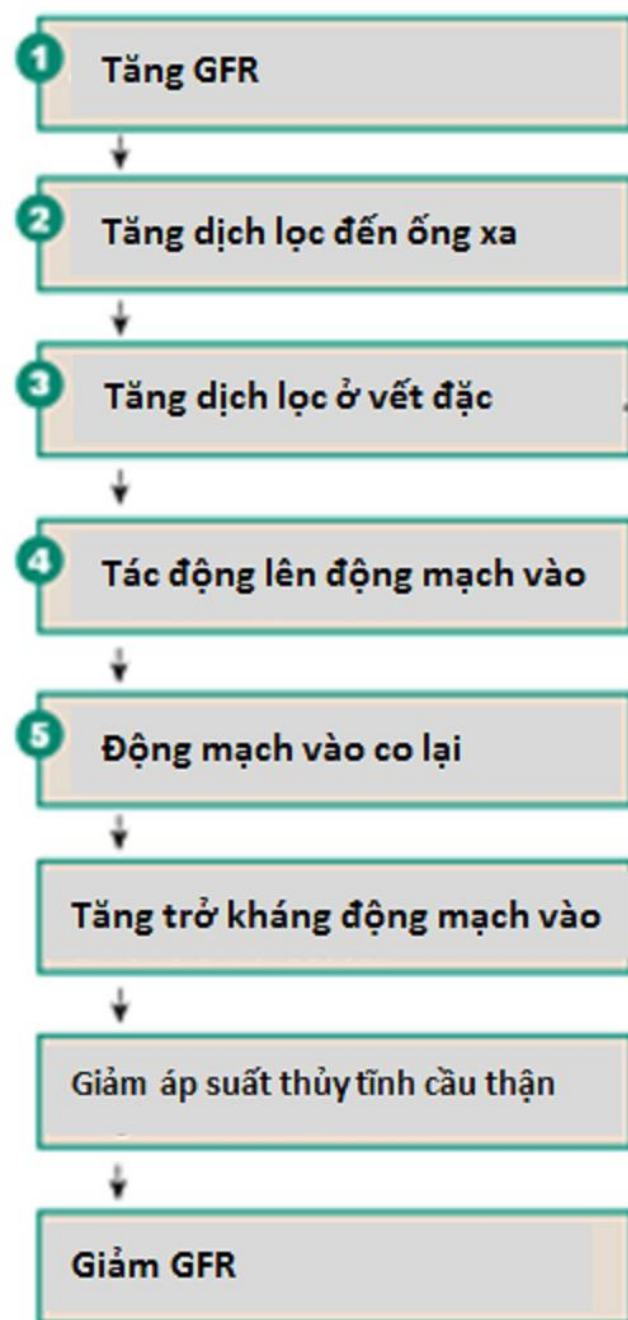 1 Tăng GFR
2 Tăng dịch lọc đến ống xa
3 Tăng dịch lọc ở vết đặc
4 Tác động lên động mạch vào
5 Động mạch vào co lại
Tăng trở kháng động mạch vào
Giảm áp suất thủy tĩnh cầu thận
Giảm GFR